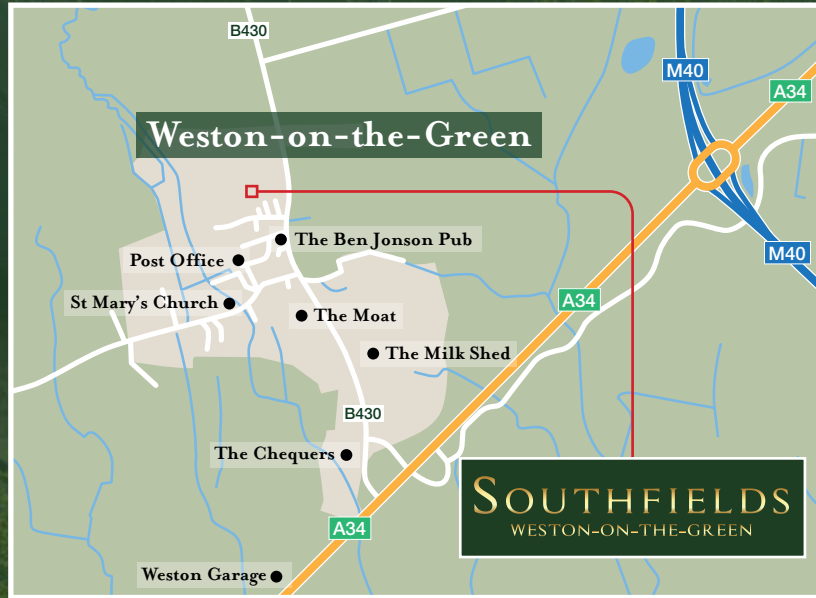 B430
M40
A34
Weston-on-the-Green
The Ben Jonson Pub
Post Office
M40
St Mary's Church
A34
The Moat
The Milk Shed
B430
The Chequers
SOUTHFIELDS
WESTON-ON-THE-GREEN
A34
Weston Garage